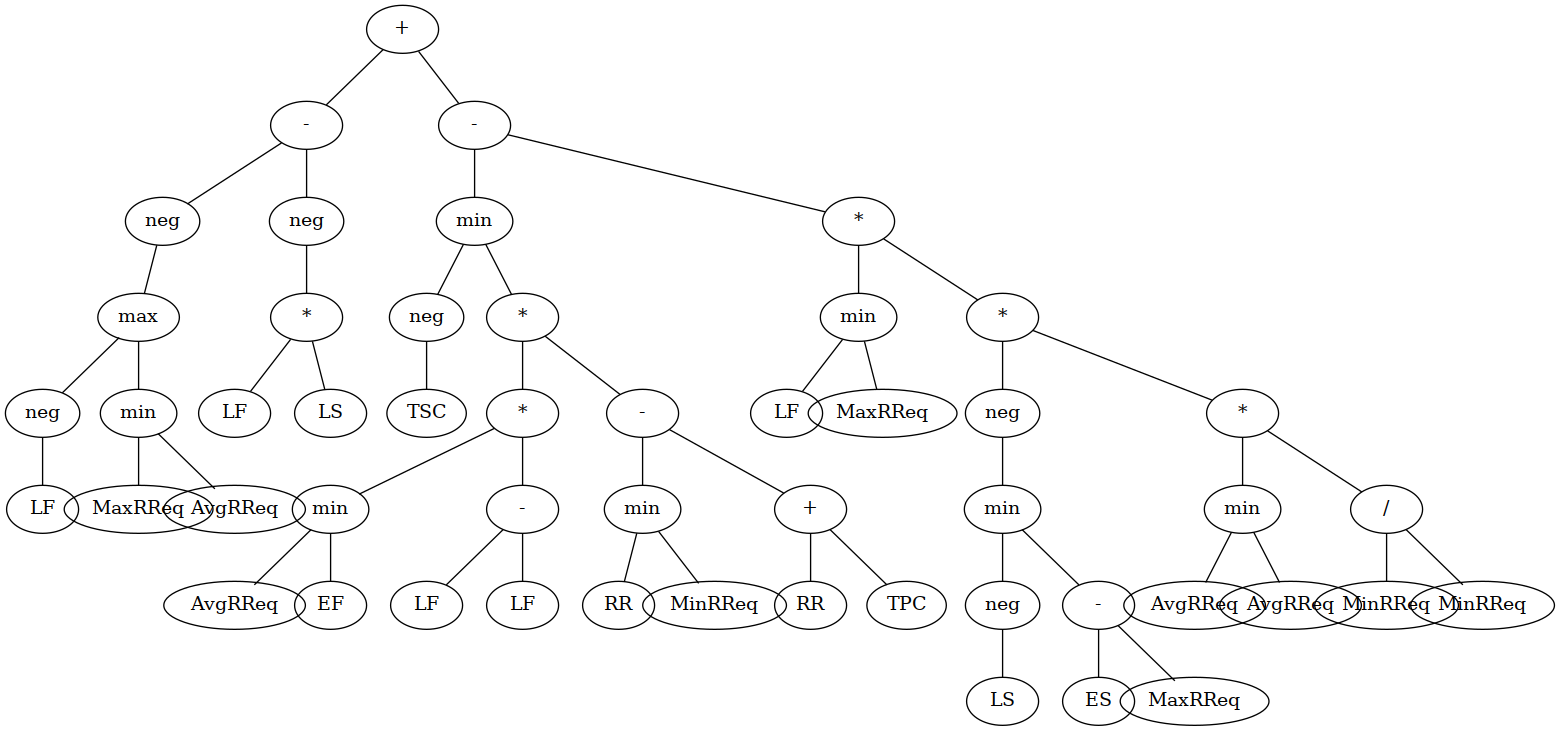 +
- -
neg neg min *
max * neg * min *
neg min LF LS TSC * - LF MaxRReq neg *
LF MaxRReq AvgRReq min - min + min min /
AvgRReq EF LF LF RR MinRReq RR TPC neg - AvgRReq AvgRReq MinRReq MinRReq
LS ES MaxRReq